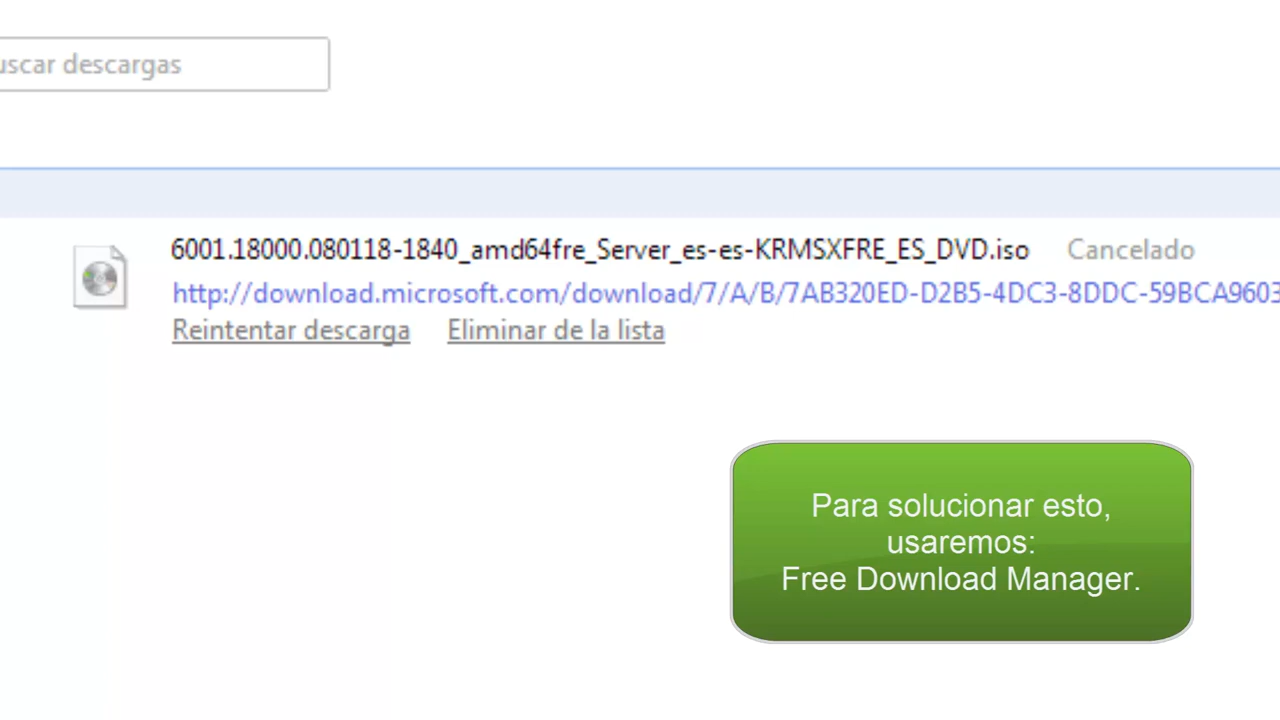 uscar descargas
6001.18000.080118-1840_amd64fre_Server_es-es-KRMSXFRE_ES_DVD.iso Cancelado
http://download.microsoft.com/download/7/A/B/7AB320ED-D2B5-4DC3-8DDC-59BCA9603
Reintentar descarga Eliminar de la lista
Para solucionar esto,
usaremos:
Free Download Manager.